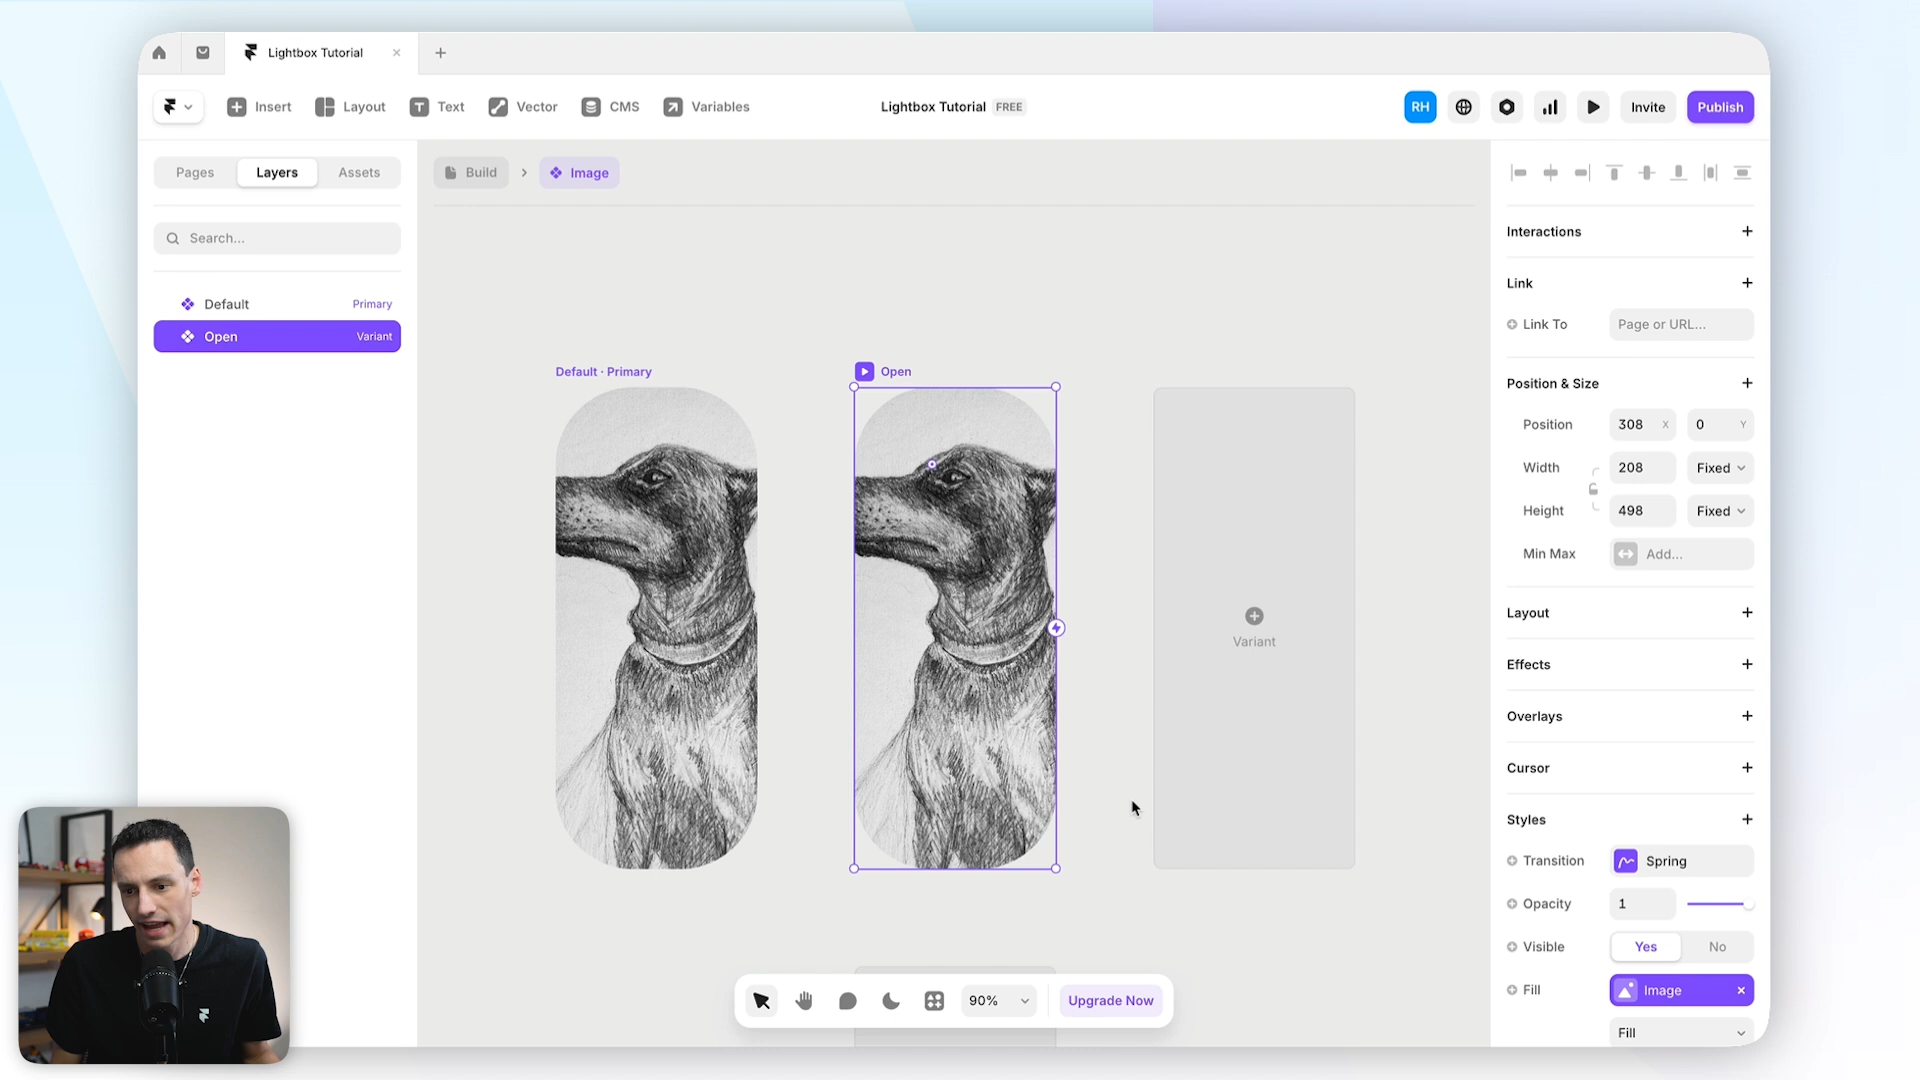 Lightbox Tutorial
Insert
Layout
Text
Vector
CMS
Variables
Lightbox Tutorial FREE
RH
Invite
Publish
Pages
Layers
Assets
Build
Image
Search...
Default
Primary
Open
Variant
Default · Primary
Open
Variant
90%
Upgrade Now
Interactions
Link
Link To
Page or URL...
Position & Size
Position
308 X
0 Y
Width
208
Fixed
Height
498
Fixed
Min Max
Add...
Layout
Effects
Overlays
Cursor
Styles
Transition
Spring
Opacity
1
Visible
Yes
No
Fill
Image
Fill